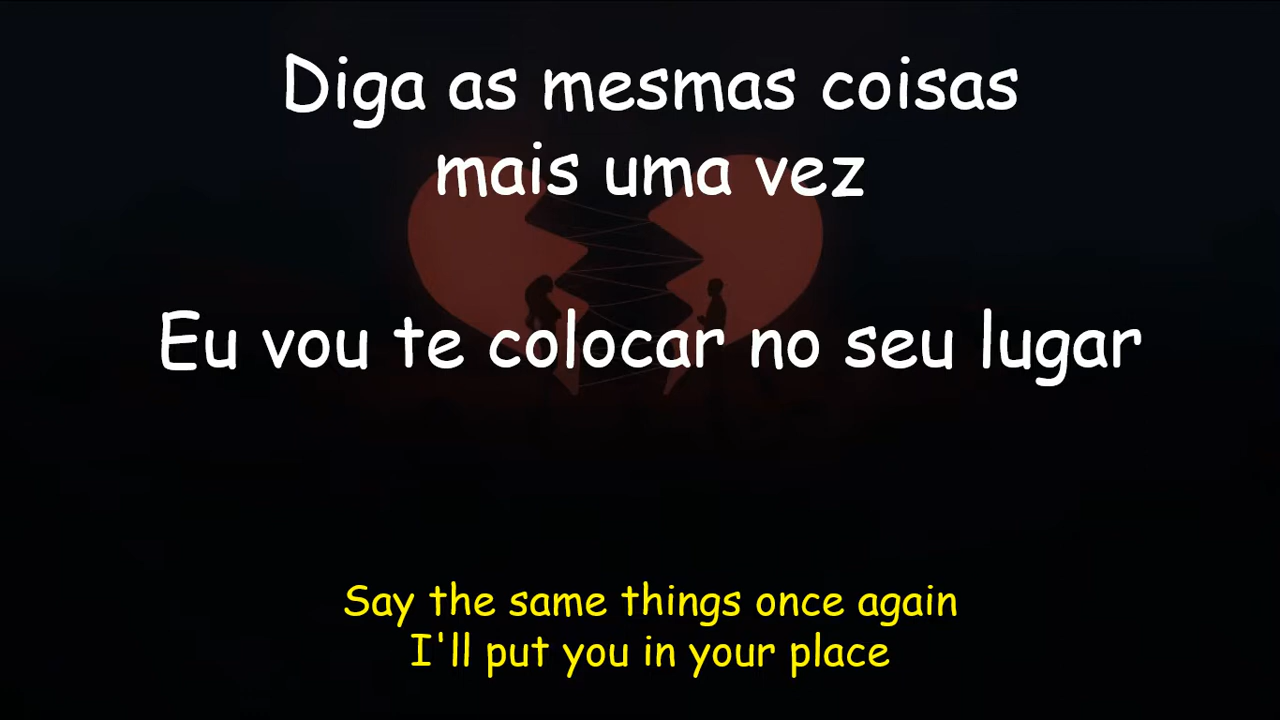 Diga as mesmas coisas
mais uma vez
Eu vou te colocar no seu lugar
Say the same things once again
I'll put you in your place